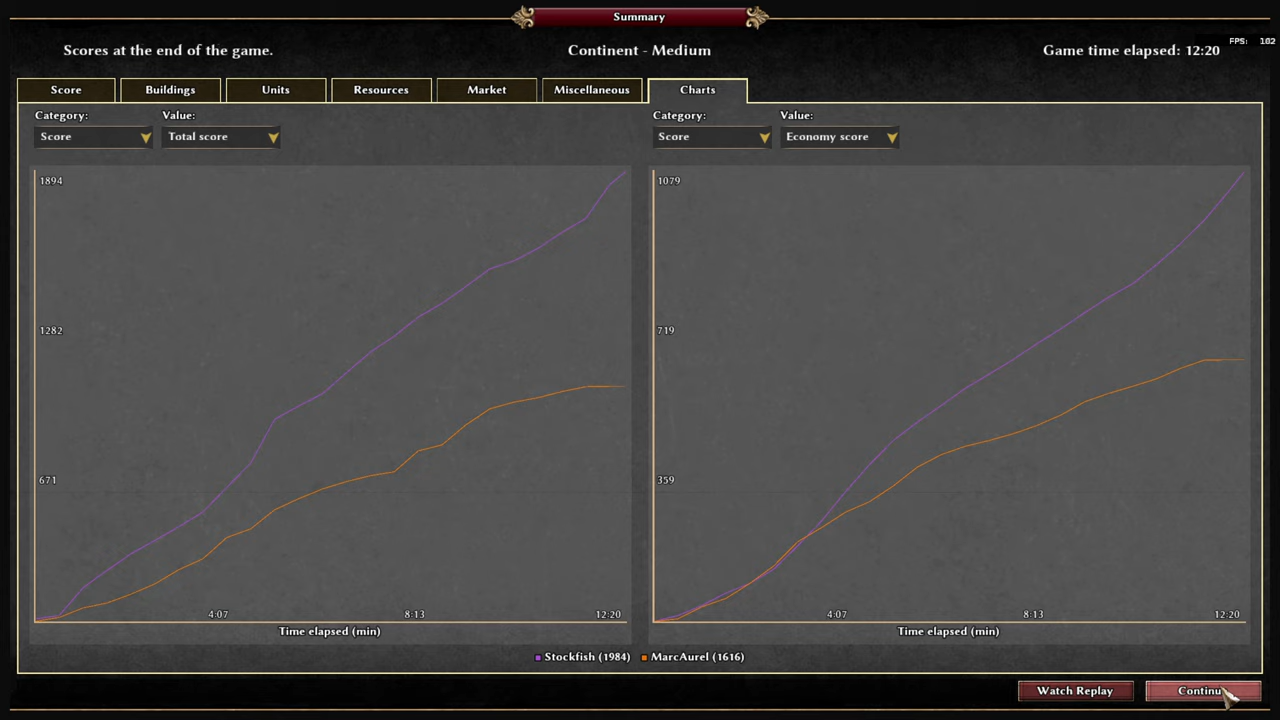 Summary
FPS: 102
Scores at the end of the game.
Continent - Medium
Game time elapsed: 12:20
Score
Buildings
Units
Resources
Market
Miscellaneous
Charts
Category:
Value:
Score
Total score
Category:
Value:
Score
Economy score
1894
1282
671
4:07
8:13
12:20
Time elapsed (min)
1079
719
359
4:07
8:13
12:20
Time elapsed (min)
Stockfish (1984)
MarcAurel (1616)
Watch Replay
Continu